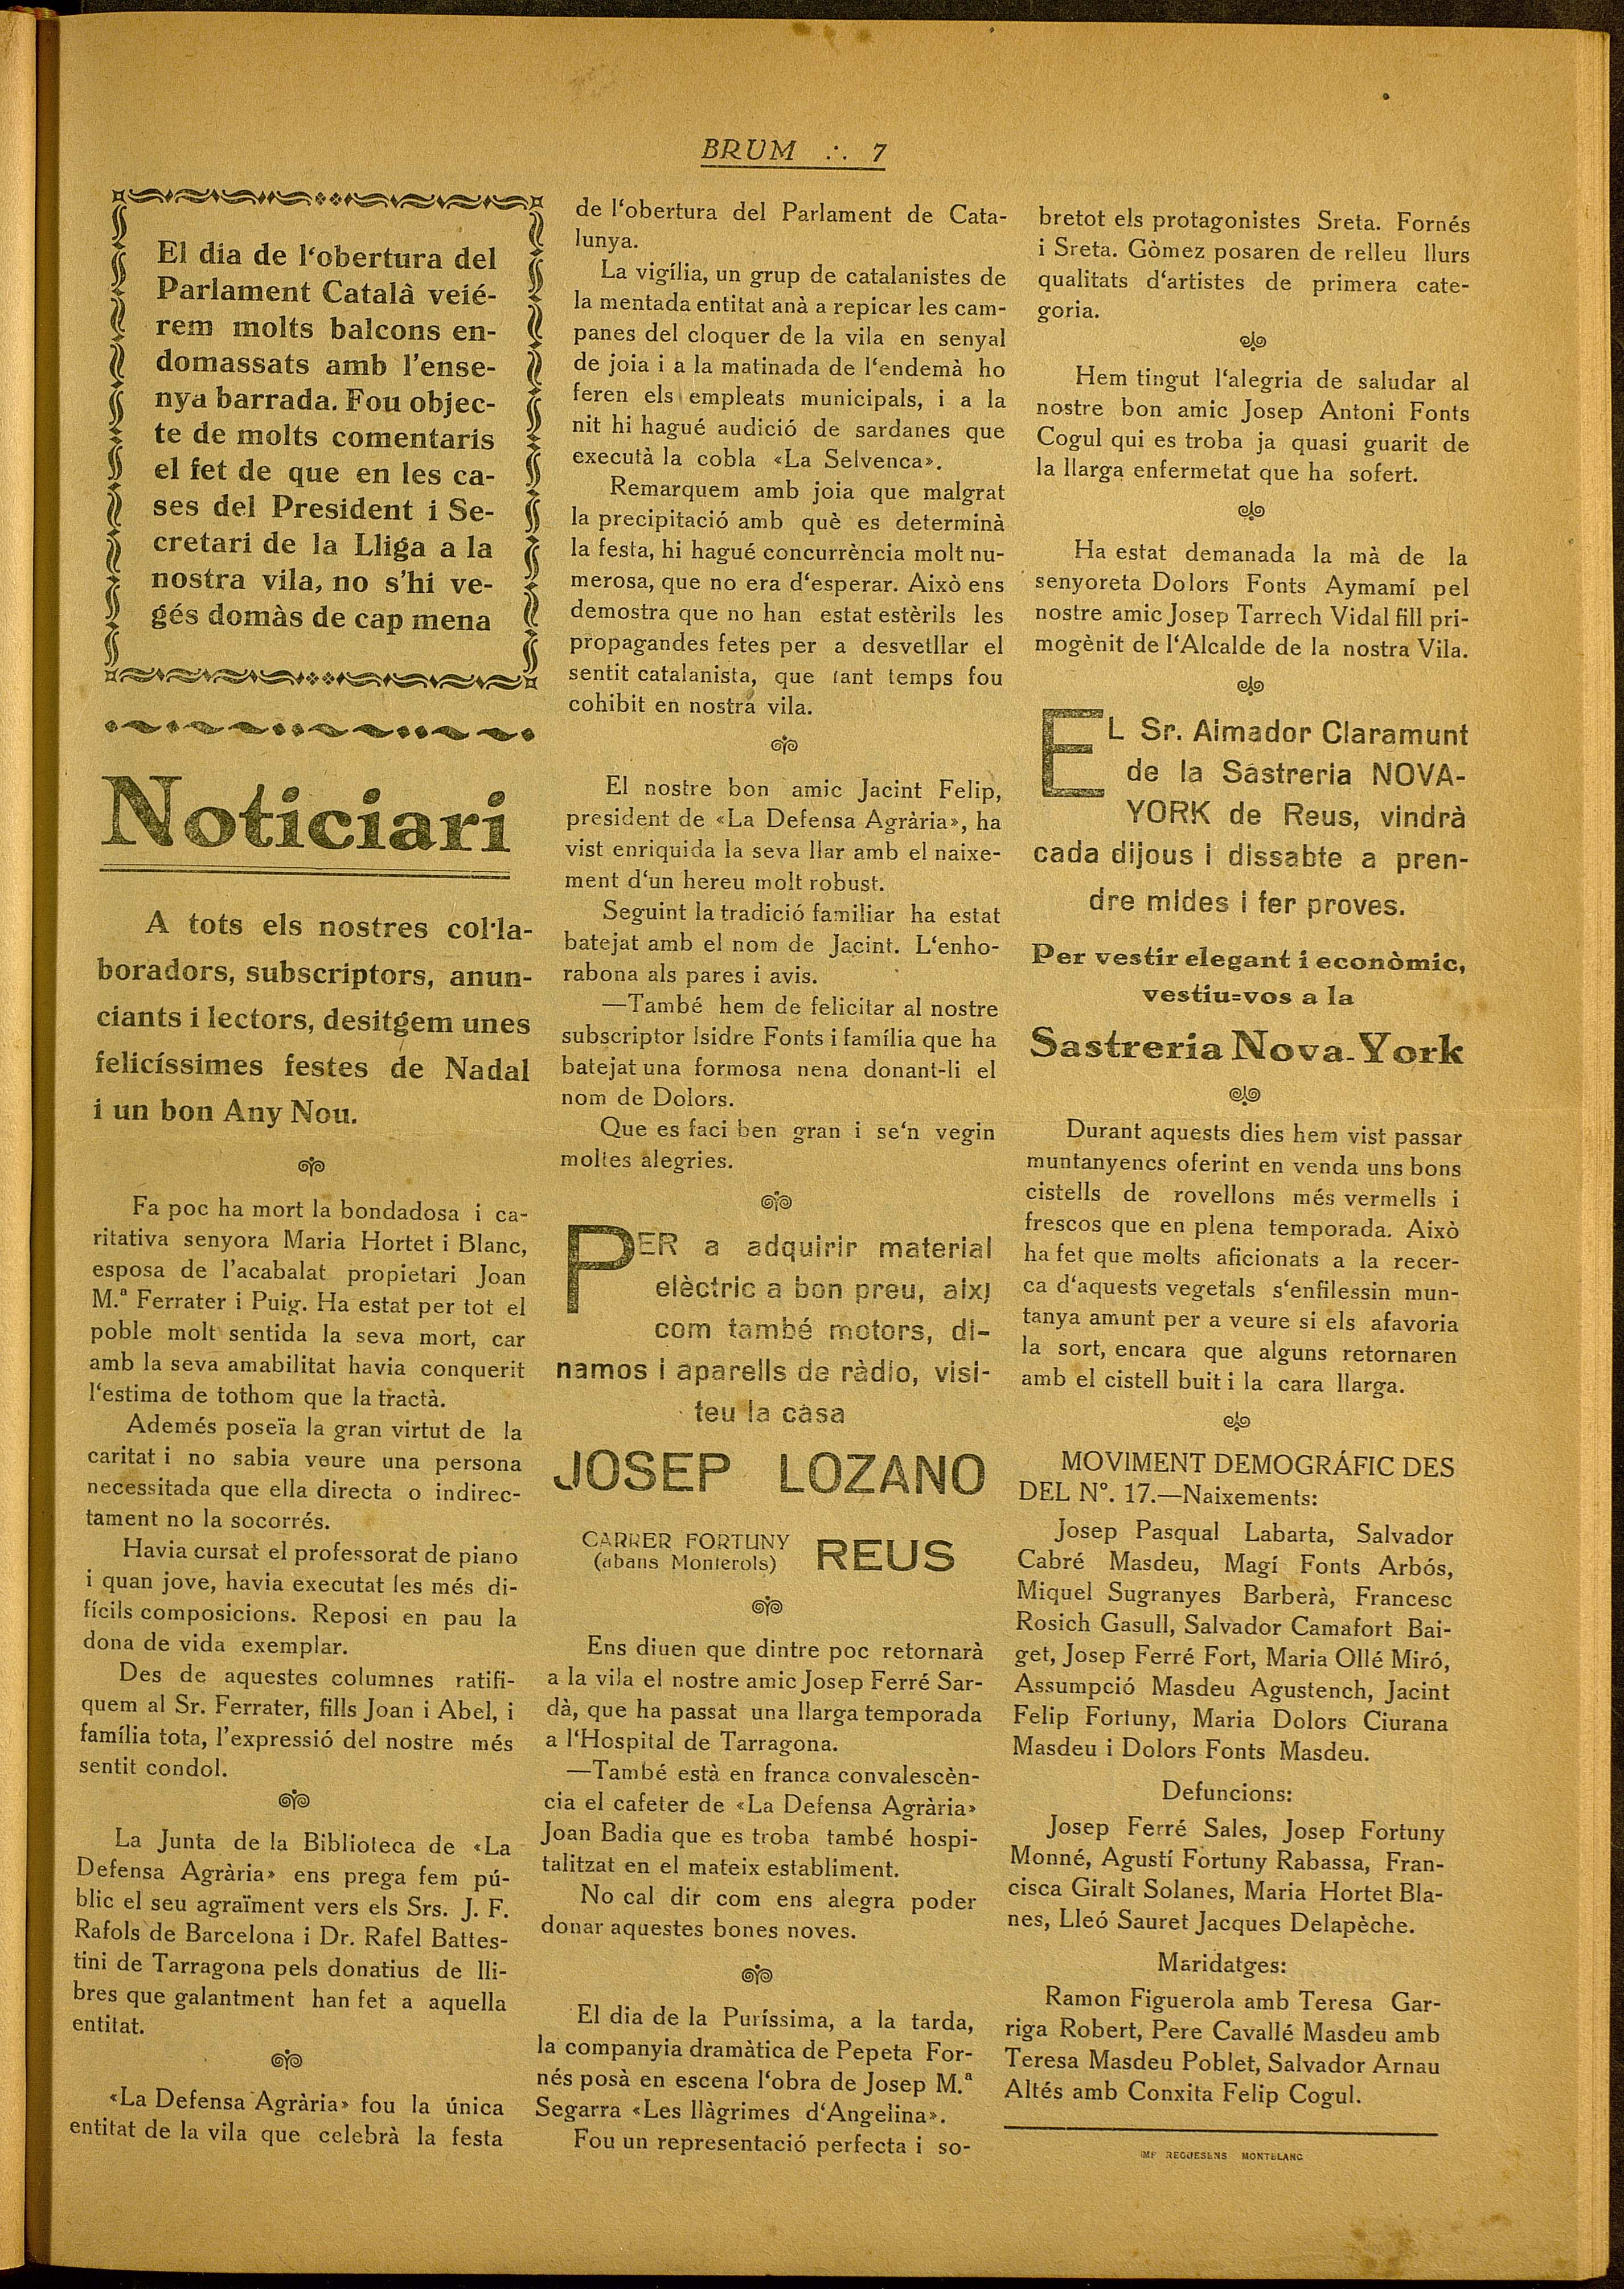 BRUM ∴ 7
El dia de l'obertura del
Parlament Català veié-
rem molts balcons en-
domassats amb l'ense-
nya barrada. Fou objec-
te de molts comentaris
el fet de que en les ca-
ses del President i Se-
cretari de la Lliga a la
nostra vila, no s'hi ve-
gés domàs de cap mena
Noticiari
A tots els nostres col·la-
boradors, subscriptors, anun-
ciants i lectors, desitgem unes
felicíssimes festes de Nadal
i un bon Any Nou.
Fa poc ha mort la bondadosa i ca-
ritativa senyora Maria Hortet i Blanc,
esposa de l'acabalat propietari Joan
M.ª Ferrater i Puig. Ha estat per tot el
poble molt sentida la seva mort, car
amb la seva amabilitat havia conquerit
l'estima de tothom que la tractà.
Ademés poseïa la gran virtut de la
caritat i no sabia veure una persona
necessitada que ella directa o indirec-
tament no la socorrés.
Havia cursat el professorat de piano
i quan jove, havia executat les més di-
fícils composicions. Reposi en pau la
dona de vida exemplar.
Des de aquestes columnes ratifi-
quem al Sr. Ferrater, fills Joan i Abel, i
família tota, l'expressió del nostre més
sentit condol.
La Junta de la Biblioteca de «La
Defensa Agrària» ens prega fem pú-
blic el seu agraïment vers els Srs. J. F.
Rafols de Barcelona i Dr. Rafel Battes-
tini de Tarragona pels donatius de lli-
bres que galantment han fet a aquella
entitat.
«La Defensa Agrària» fou la única
entitat de la vila que celebrà la festa
de l'obertura del Parlament de Cata-
lunya.
La vigília, un grup de catalanistes de
la mentada entitat anà a repicar les cam-
panes del cloquer de la vila en senyal
de joia i a la matinada de l'endemà ho
feren els empleats municipals, i a la
nit hi hagué audició de sardanes que
executà la cobla «La Selvenca».
Remarquem amb joia que malgrat
la precipitació amb què es determinà
la festa, hi hagué concurrència molt nu-
merosa, que no era d'esperar. Això ens
demostra que no han estat estèrils les
propagandes fetes per a desvetllar el
sentit catalanista, que tant temps fou
cohibit en nostra vila.
El nostre bon amic Jacint Felip,
president de «La Defensa Agrària», ha
vist enriquida la seva llar amb el naixe-
ment d'un hereu molt robust.
Seguint la tradició familiar ha estat
batejat amb el nom de Jacint. L'enho-
rabona als pares i avis.
—També hem de felicitar al nostre
subscriptor Isidre Fonts i família que ha
batejat una formosa nena donant-li el
nom de Dolors.
Que es faci ben gran i se'n vegin
moltes alegries.
PER a adquirir material
elèctric a bon preu, així
com també motors, di-
namos i aparells de ràdio, visi-
teu la casa
JOSEP LOZANO
CARRER FORTUNY
(abans Monterols) REUS
Ens diuen que dintre poc retornarà
a la vila el nostre amic Josep Ferré Sar-
dà, que ha passat una llarga temporada
a l'Hospital de Tarragona.
—També està en franca convalescèn-
cia el cafeter de «La Defensa Agrària»
Joan Badia que es troba també hospi-
talitzat en el mateix establiment.
No cal dir com ens alegra poder
donar aquestes bones noves.
El dia de la Puríssima, a la tarda,
la companyia dramàtica de Pepeta For-
nés posà en escena l'obra de Josep M.ª
Segarra «Les llàgrimes d'Angelina».
Fou un representació perfecta i so-
bretot els protagonistes Sreta. Fornés
i Sreta. Gòmez posaren de relleu llurs
qualitats d'artistes de primera cate-
goria.
Hem tingut l'alegria de saludar al
nostre bon amic Josep Antoni Fonts
Cogul qui es troba ja quasi guarit de
la llarga enfermetat que ha sofert.
Ha estat demanada la mà de la
senyoreta Dolors Fonts Aymamí pel
nostre amic Josep Tarrech Vidal fill pri-
mogènit de l'Alcalde de la nostra Vila.
EL Sr. Aimador Claramunt
de la Sastreria NOVA-
YORK de Reus, vindrà
cada dijous i dissabte a pren-
dre mides i fer proves.
Per vestir elegant i econòmic,
vestiu=vos a la
Sastreria Nova-York
Durant aquests dies hem vist passar
muntanyencs oferint en venda uns bons
cistells de rovellons més vermells i
frescos que en plena temporada. Això
ha fet que molts aficionats a la recer-
ca d'aquests vegetals s'enfilessin mun-
tanya amunt per a veure si els afavoria
la sort, encara que alguns retornaren
amb el cistell buit i la cara llarga.
MOVIMENT DEMOGRÁFIC DES
DEL Nº. 17.—Naixements:
Josep Pasqual Labarta, Salvador
Cabré Masdeu, Magí Fonts Arbós,
Miquel Sugranyes Barberà, Francesc
Rosich Gasull, Salvador Camafort Bai-
get, Josep Ferré Fort, Maria Ollé Miró,
Assumpció Masdeu Agustench, Jacint
Felip Fortuny, Maria Dolors Ciurana
Masdeu i Dolors Fonts Masdeu.
Defuncions:
Josep Ferré Sales, Josep Fortuny
Monné, Agustí Fortuny Rabassa, Fran-
cisca Giralt Solanes, Maria Hortet Bla-
nes, Lleó Sauret Jacques Delapèche.
Maridatges:
Ramon Figuerola amb Teresa Gar-
riga Robert, Pere Cavallé Masdeu amb
Teresa Masdeu Poblet, Salvador Arnau
Altés amb Conxita Felip Cogul.
IMP REGUESENS MONTBLANC